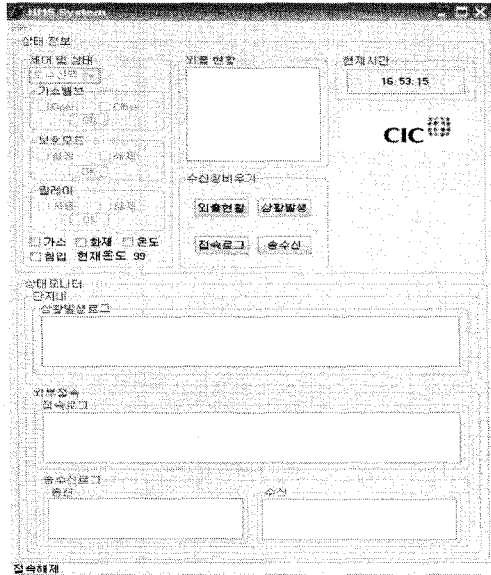 HMS System
상태 정보
제어 및 상태
외출 현황
현재시간
16:53:15
가스밸브
CIC
보호모드
수신창비우기
릴레이
외출현황 상황발생
접속로그 송수신
가스 화재 온도
침입 현재온도 99
상태모니터
단지내
상황발생로그
외부접속
접속로그
송수신로그
송신 수신
접속해제